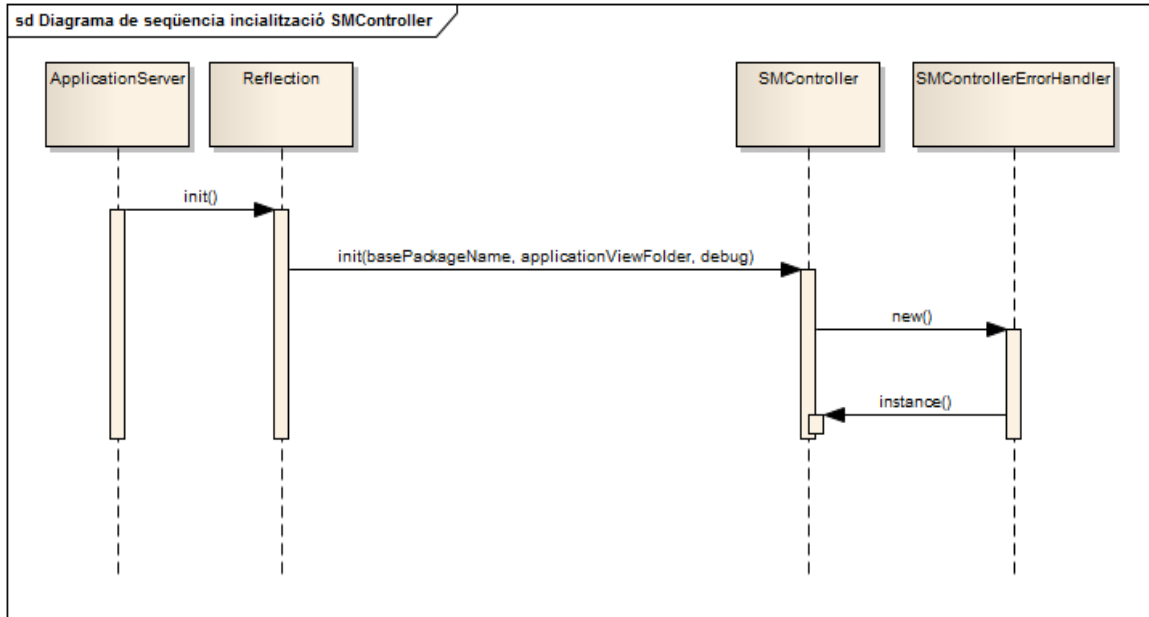 sd Diagrama de seqüencia incialització SMController
ApplicationServer
Reflection
SMController
SMControllerErrorHandler
init()
init(basePackageName, applicationViewFolder, debug)
new()
instance()